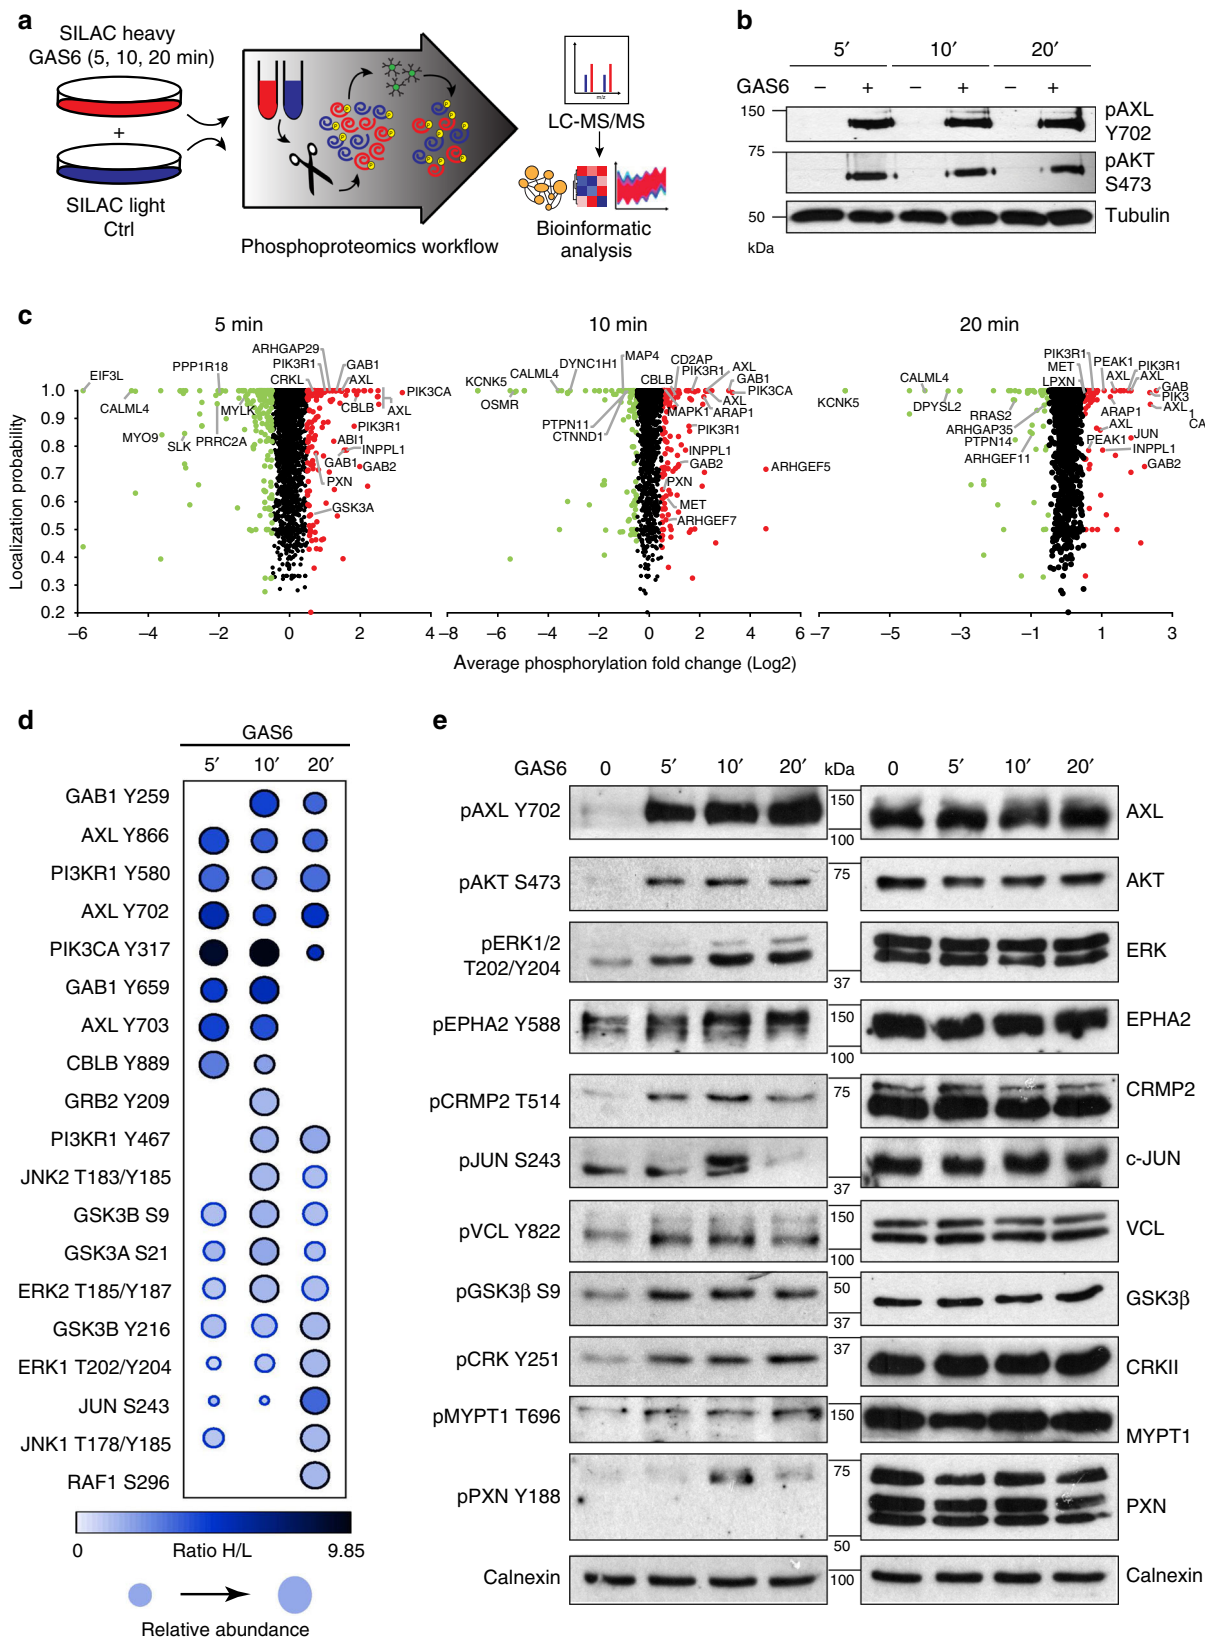 a
SILAC heavy
GAS6 (5, 10, 20 min)
+
SILAC light
Ctrl
Phosphoproteomics workflow
m/z
LC-MS/MS
Bioinformatic
analysis
b
5′ 10′ 20′
GAS6 – + – + – +
150
pAXL
Y702
75
pAKT
S473
50
Tubulin
kDa
c
5 min 10 min 20 min
Localization probability
1.0
0.9
0.8
0.7
0.6
0.5
0.4
0.3
0.2
EIF3L
CALML4
MYO9
PPP1R18
SLK
MYLK
PRRC2A
ARHGAP29
PIK3R1
CRKL
GAB1
AXL
PIK3CA
CBLB
AXL
PIK3R1
ABI1
INPPL1
GAB1
GAB2
PXN
GSK3A
–6 –4 –2 0 2 4
KCNK5
CALML4
OSMR
DYNC1H1
MAP4
CBLB
CD2AP
PIK3R1
AXL
GAB1
PIK3CA
AXL
MAPK1
ARAP1
PTPN11
CTNND1
PIK3R1
INPPL1
GAB2
ARHGEF5
PXN
MET
ARHGEF7
–8 –6 –4 –2 0 2 4 6
KCNK5
CALML4
DPYSL2
RRAS2
ARHGAP35
PTPN14
ARHGEF11
PIK3R1
MET
LPXN
PEAK1
AXL
PIK3R1
GAB
PIK3
AXL
1
CA
ARAP1
AXL
JUN
PEAK1
INPPL1
GAB2
–7 –5 –3 –1 1 3
Average phosphorylation fold change (Log2)
d
GAS6
5′ 10′ 20′
GAB1 Y259
AXL Y866
PI3KR1 Y580
AXL Y702
PIK3CA Y317
GAB1 Y659
AXL Y703
CBLB Y889
GRB2 Y209
PI3KR1 Y467
JNK2 T183/Y185
GSK3B S9
GSK3A S21
ERK2 T185/Y187
GSK3B Y216
ERK1 T202/Y204
JUN S243
JNK1 T178/Y185
RAF1 S296
0 Ratio H/L 9.85
Relative abundance
e
GAS6 0 5′ 10′ 20′ kDa 0 5′ 10′ 20′
pAXL Y702 150 100 AXL
pAKT S473 75 AKT
pERK1/2
T202/Y204 37 ERK
pEPHA2 Y588 150 100 EPHA2
pCRMP2 T514 75 CRMP2
pJUN S243 37 c-JUN
pVCL Y822 150 100 VCL
pGSK3β S9 50 37 GSK3β
pCRK Y251 37 CRKII
pMYPT1 T696 150 MYPT1
pPXN Y188 75 50 PXN
Calnexin 100 Calnexin